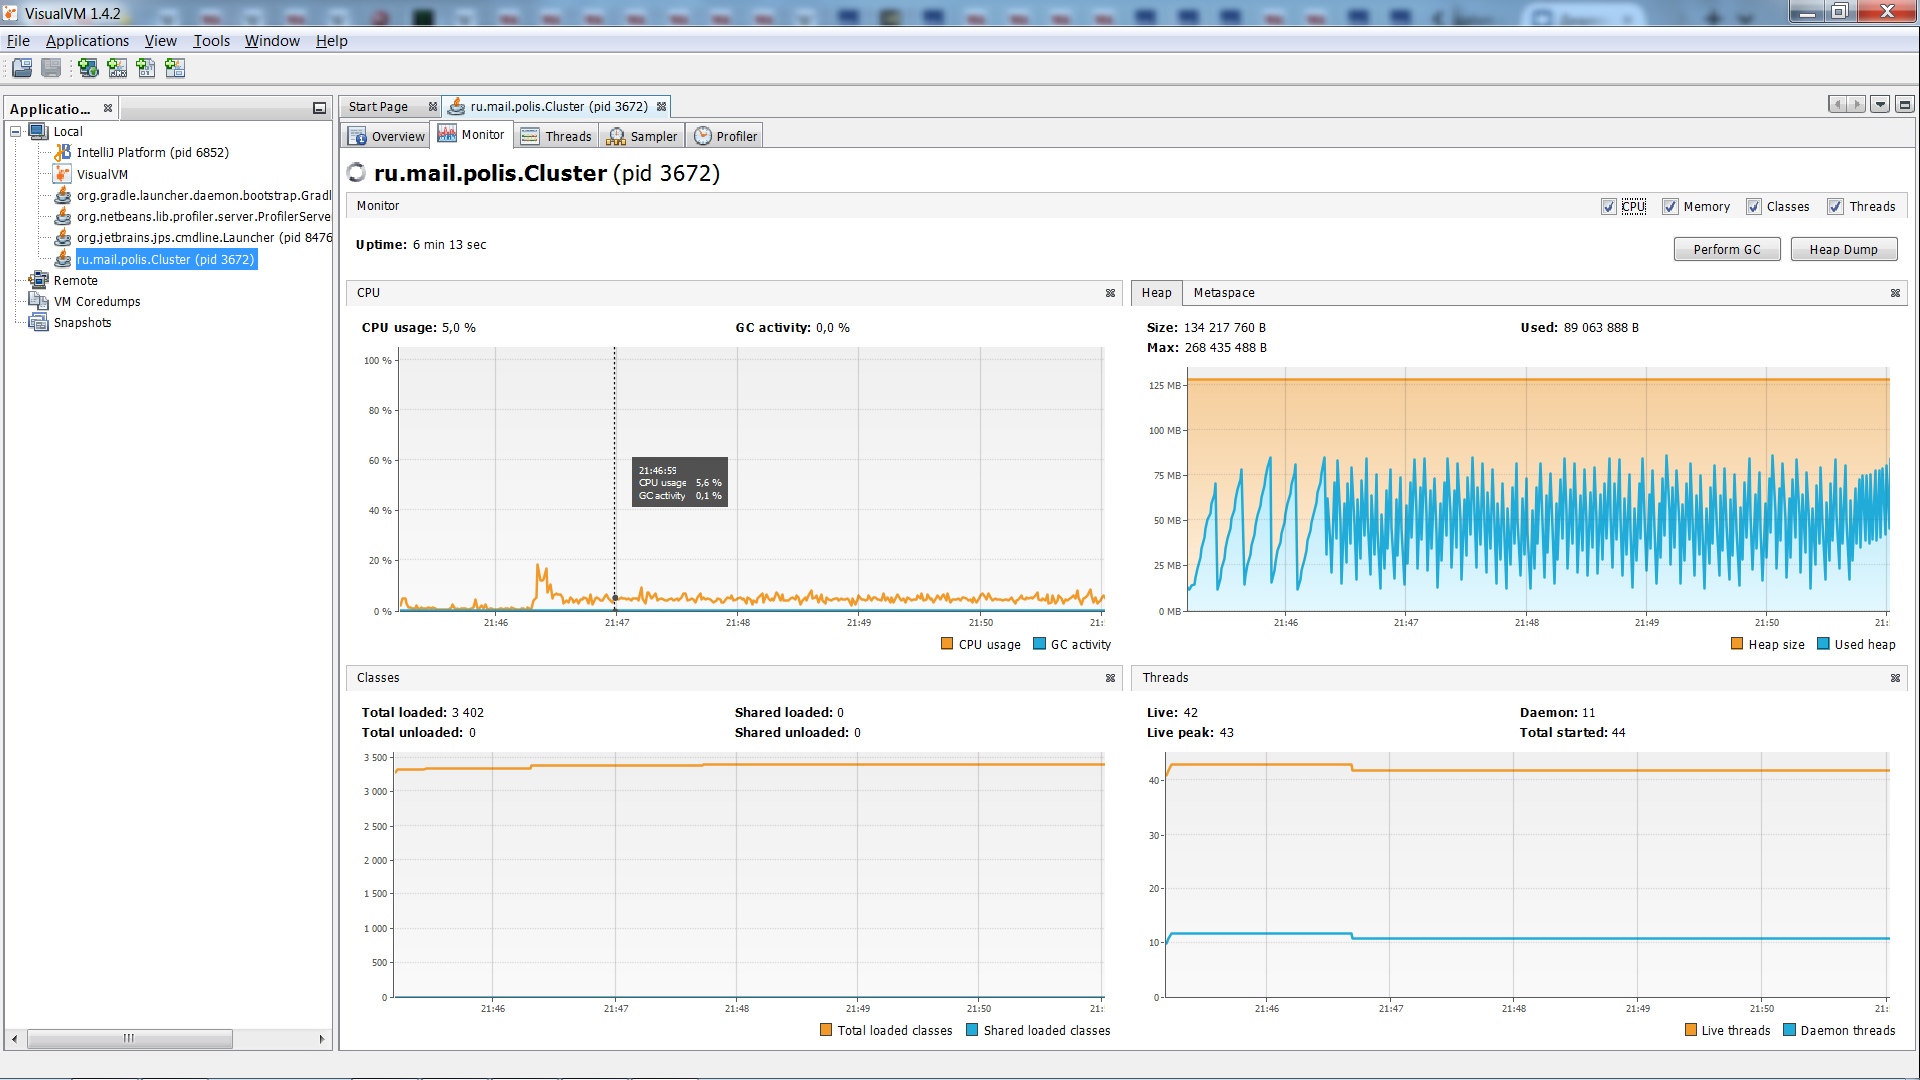 VisualVM 1.4.2
File Applications View Tools Window Help
Applicatio...
Local
IntelliJ Platform (pid 6852)
VisualVM
org.gradle.launcher.daemon.bootstrap.Gradl
org.netbeans.lib.profiler.server.ProfilerServe
org.jetbrains.jps.cmdline.Launcher (pid 8476
ru.mail.polis.Cluster (pid 3672)
Remote
VM Coredumps
Snapshots
Start Page ru.mail.polis.Cluster (pid 3672)
Overview Monitor Threads Sampler Profiler
ru.mail.polis.Cluster (pid 3672)
Monitor CPU Memory Classes Threads
Uptime: 6 min 13 sec
Perform GC Heap Dump
CPU
CPU usage: 5,0 % GC activity: 0,0 %
100 %
80 %
60 %
40 %
20 %
0 %
21:46:59
CPU usage 5,6 %
GC activity 0,1 %
21:46 21:47 21:48 21:49 21:50 21:
CPU usage GC activity
Heap Metaspace
Size: 134 217 760 B Used: 89 063 888 B
Max: 268 435 488 B
125 MB
100 MB
75 MB
50 MB
25 MB
0 MB
21:46 21:47 21:48 21:49 21:50 21:
Heap size Used heap
Classes
Total loaded: 3 402 Shared loaded: 0
Total unloaded: 0 Shared unloaded: 0
3 500
3 000
2 500
2 000
1 500
1 000
500
0
21:46 21:47 21:48 21:49 21:50 21:
Total loaded classes Shared loaded classes
Threads
Live: 42 Daemon: 11
Live peak: 43 Total started: 44
40
30
20
10
0
21:46 21:47 21:48 21:49 21:50 21:
Live threads Daemon threads